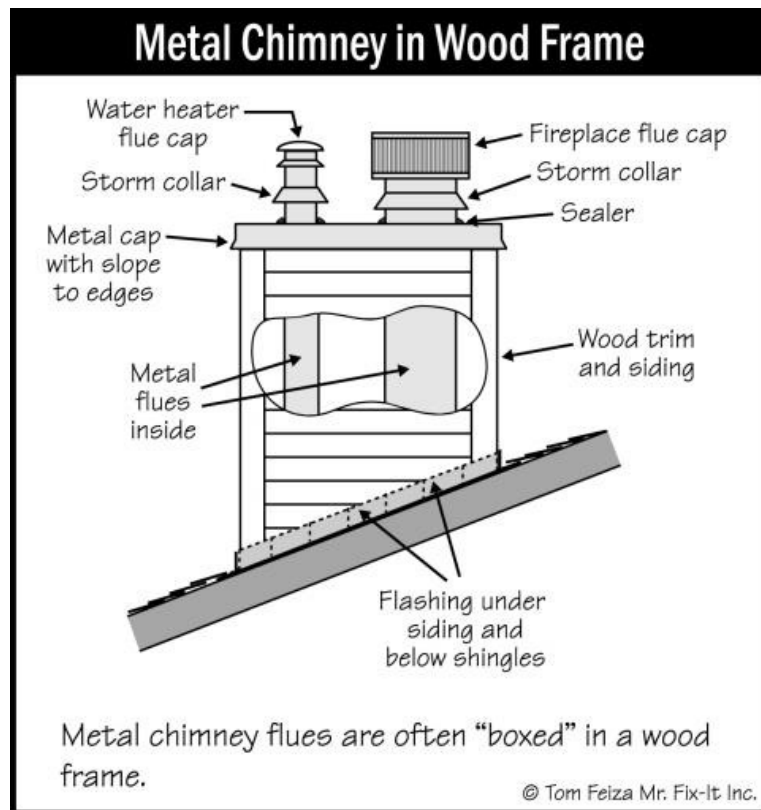 Metal Chimney in Wood Frame
Water heater
flue cap
Fireplace flue cap
Storm collar
Storm collar
Sealer
Metal cap
with slope
to edges
Wood trim
and siding
Metal
flues
inside
Flashing under
siding and
below shingles
Metal chimney flues are often “boxed” in a wood
frame.
© Tom Feiza Mr. Fix-It Inc.